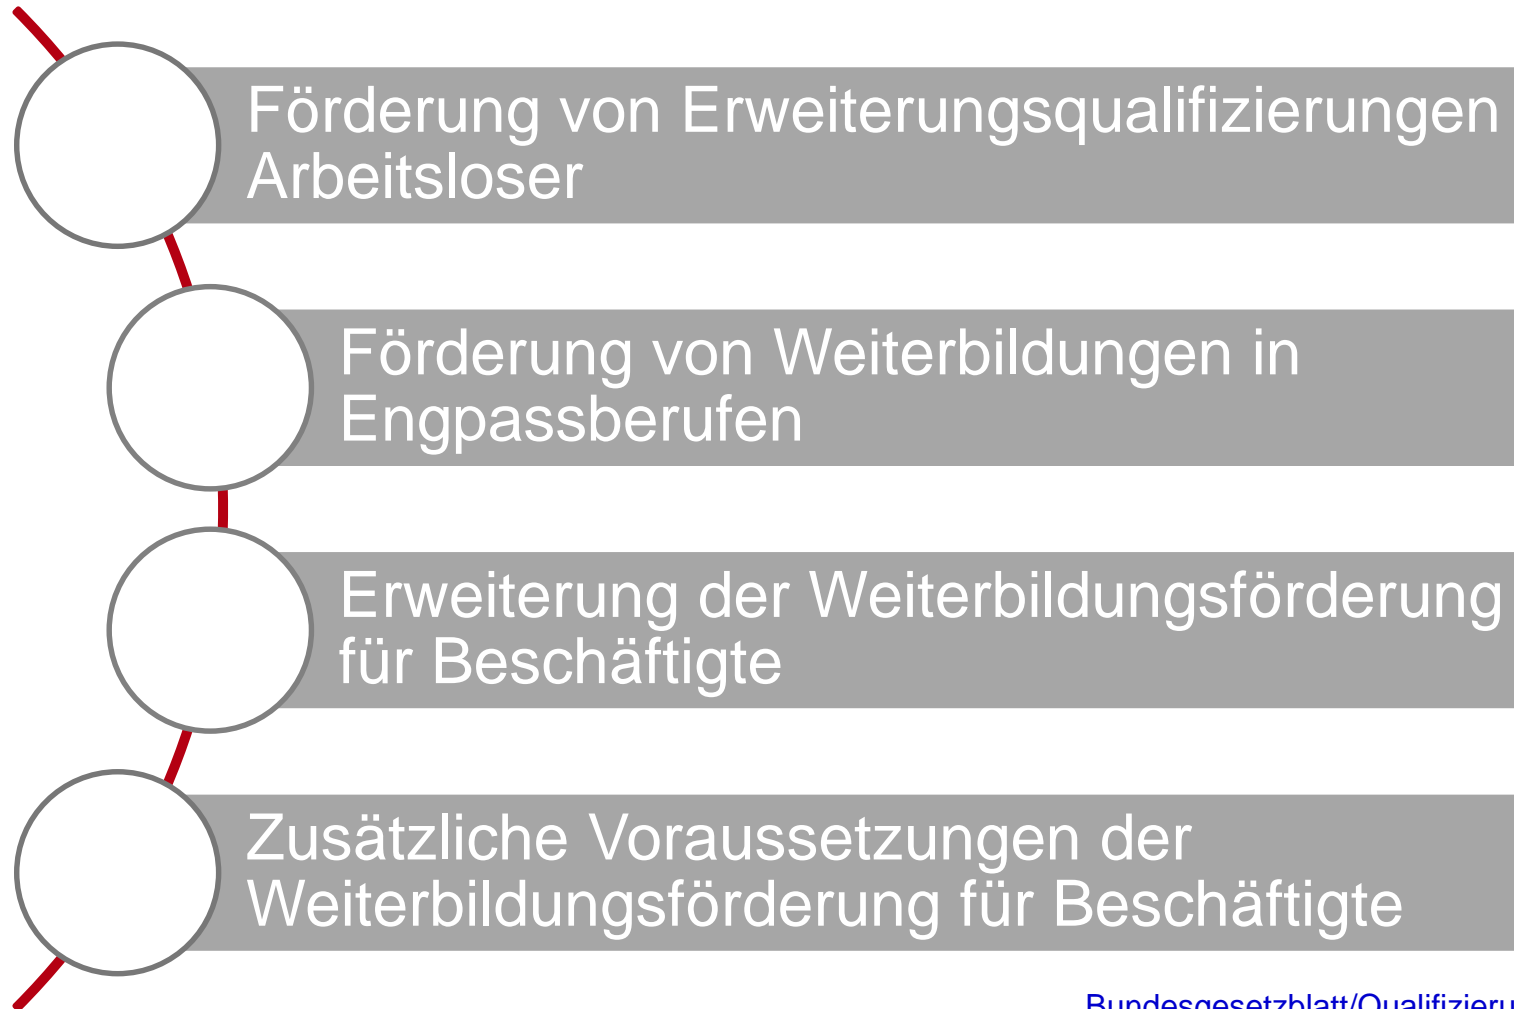 Förderung von Erweiterungsqualifizierungen
Arbeitsloser
Förderung von Weiterbildungen in
Engpassberufen
Erweiterung der Weiterbildungsförderung
für Beschäftigte
Zusätzliche Voraussetzungen der
Weiterbildungsförderung für Beschäftigte